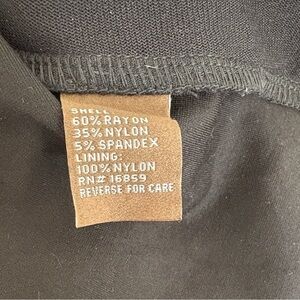 SHELL
60% RAYON
35% NYLON
5% SPANDEX
LINING:
100% NYLON
RN# 16859
REVERSE FOR CARE